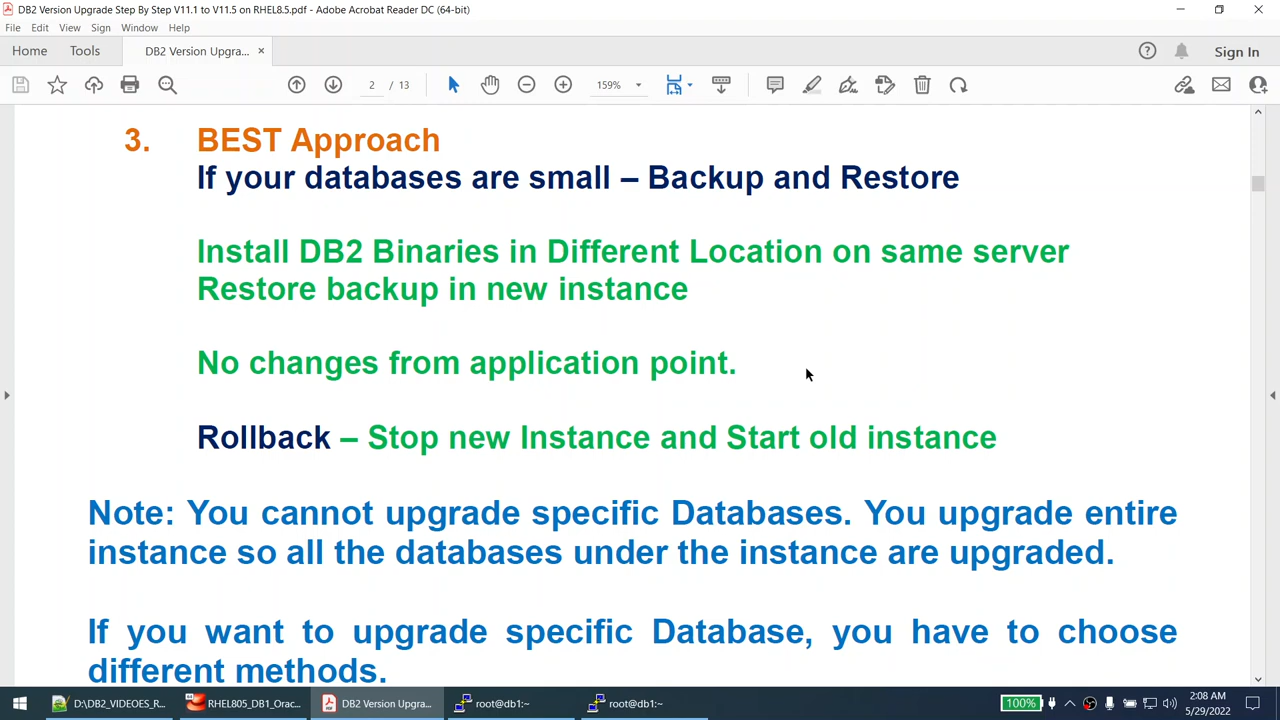 DB2 Version Upgrade Step By Step V11.1 to V11.5 on RHEL8.5.pdf - Adobe Acrobat Reader DC (64-bit)
File Edit View Sign Window Help
Home Tools DB2 Version Upgra... × Sign In
2 / 13 159%
3. BEST Approach
If your databases are small – Backup and Restore
Install DB2 Binaries in Different Location on same server
Restore backup in new instance
No changes from application point.
Rollback – Stop new Instance and Start old instance
Note: You cannot upgrade specific Databases. You upgrade entire
instance so all the databases under the instance are upgraded.
If you want to upgrade specific Database, you have to choose
different methods.
D:\DB2_VIDEOES_R... RHEL805_DB1_Orac... DB2 Version Upgra... root@db1:~ root@db1:~ 100% 2:08 AM
5/29/2022